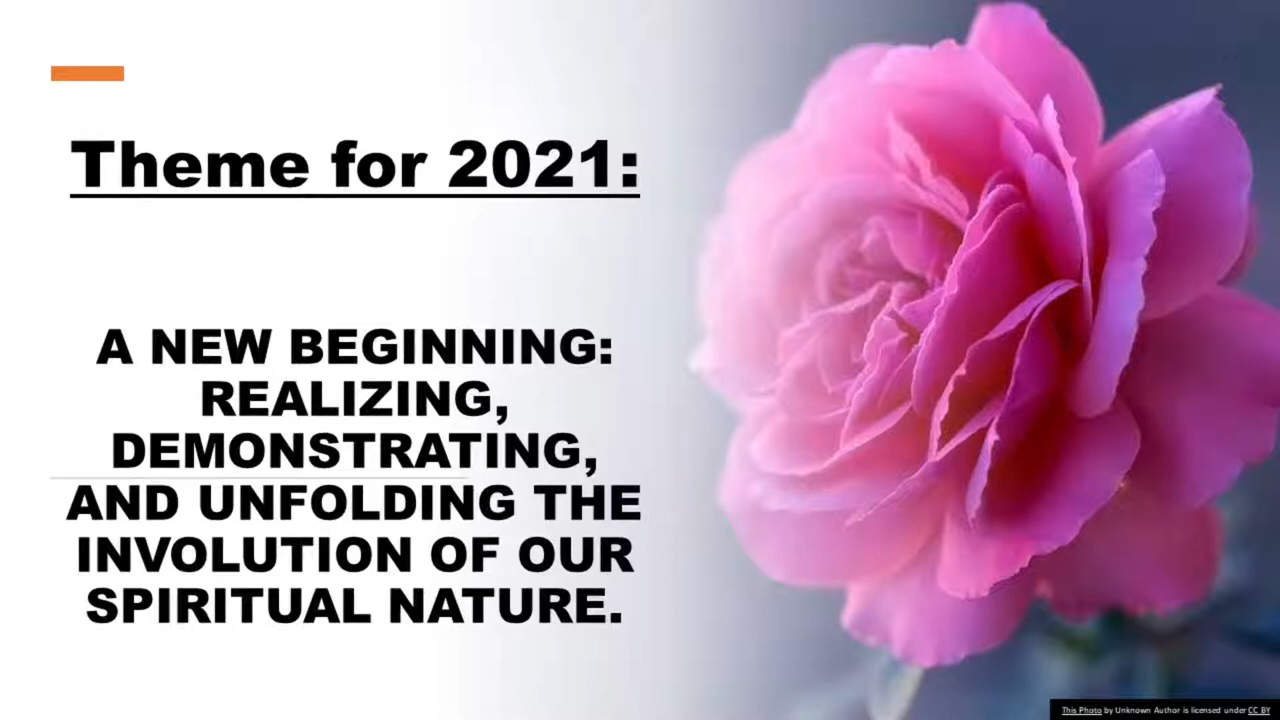 Theme for 2021:
A NEW BEGINNING:
REALIZING,
DEMONSTRATING,
AND UNFOLDING THE
INVOLUTION OF OUR
SPIRITUAL NATURE.
This Photo by Unknown Author is licensed under CC BY